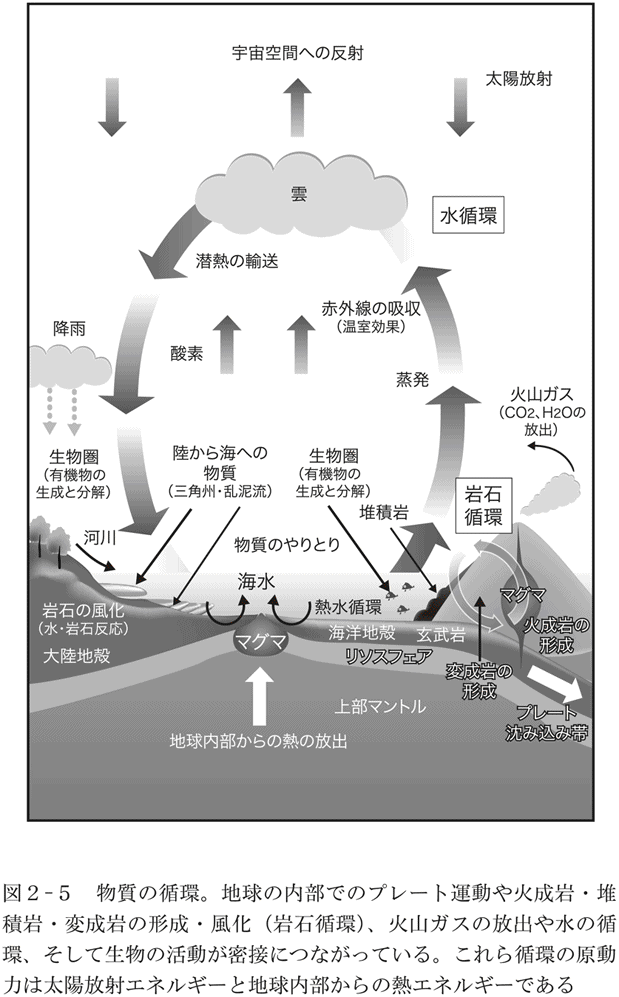 宇宙空間への反射
太陽放射
雲
水循環
潜熱の輸送
赤外線の吸収
(温室効果)
降雨
酸素
蒸発
火山ガス
(CO2、H2Oの
放出)
生物圏
(有機物の
生成と分解)
陸から海への
物質
(三角州・乱泥流)
生物圏
(有機物の
生成と分解)
堆積岩
岩石
循環
河川
物質のやりとり
海水
マグマ
岩石の風化
(水・岩石反応)
熱水循環
火成岩の
形成
大陸地殻
マグマ
海洋地殻
玄武岩
リソスフェア
変成岩の
形成
上部マントル
プレート
沈み込み帯
地球内部からの熱の放出
図2-5 物質の循環。地球の内部でのプレート運動や火成岩・堆
積岩・変成岩の形成・風化（岩石循環）、火山ガスの放出や水の循
環、そして生物の活動が密接につながっている。これら循環の原動
力は太陽放射エネルギーと地球内部からの熱エネルギーである